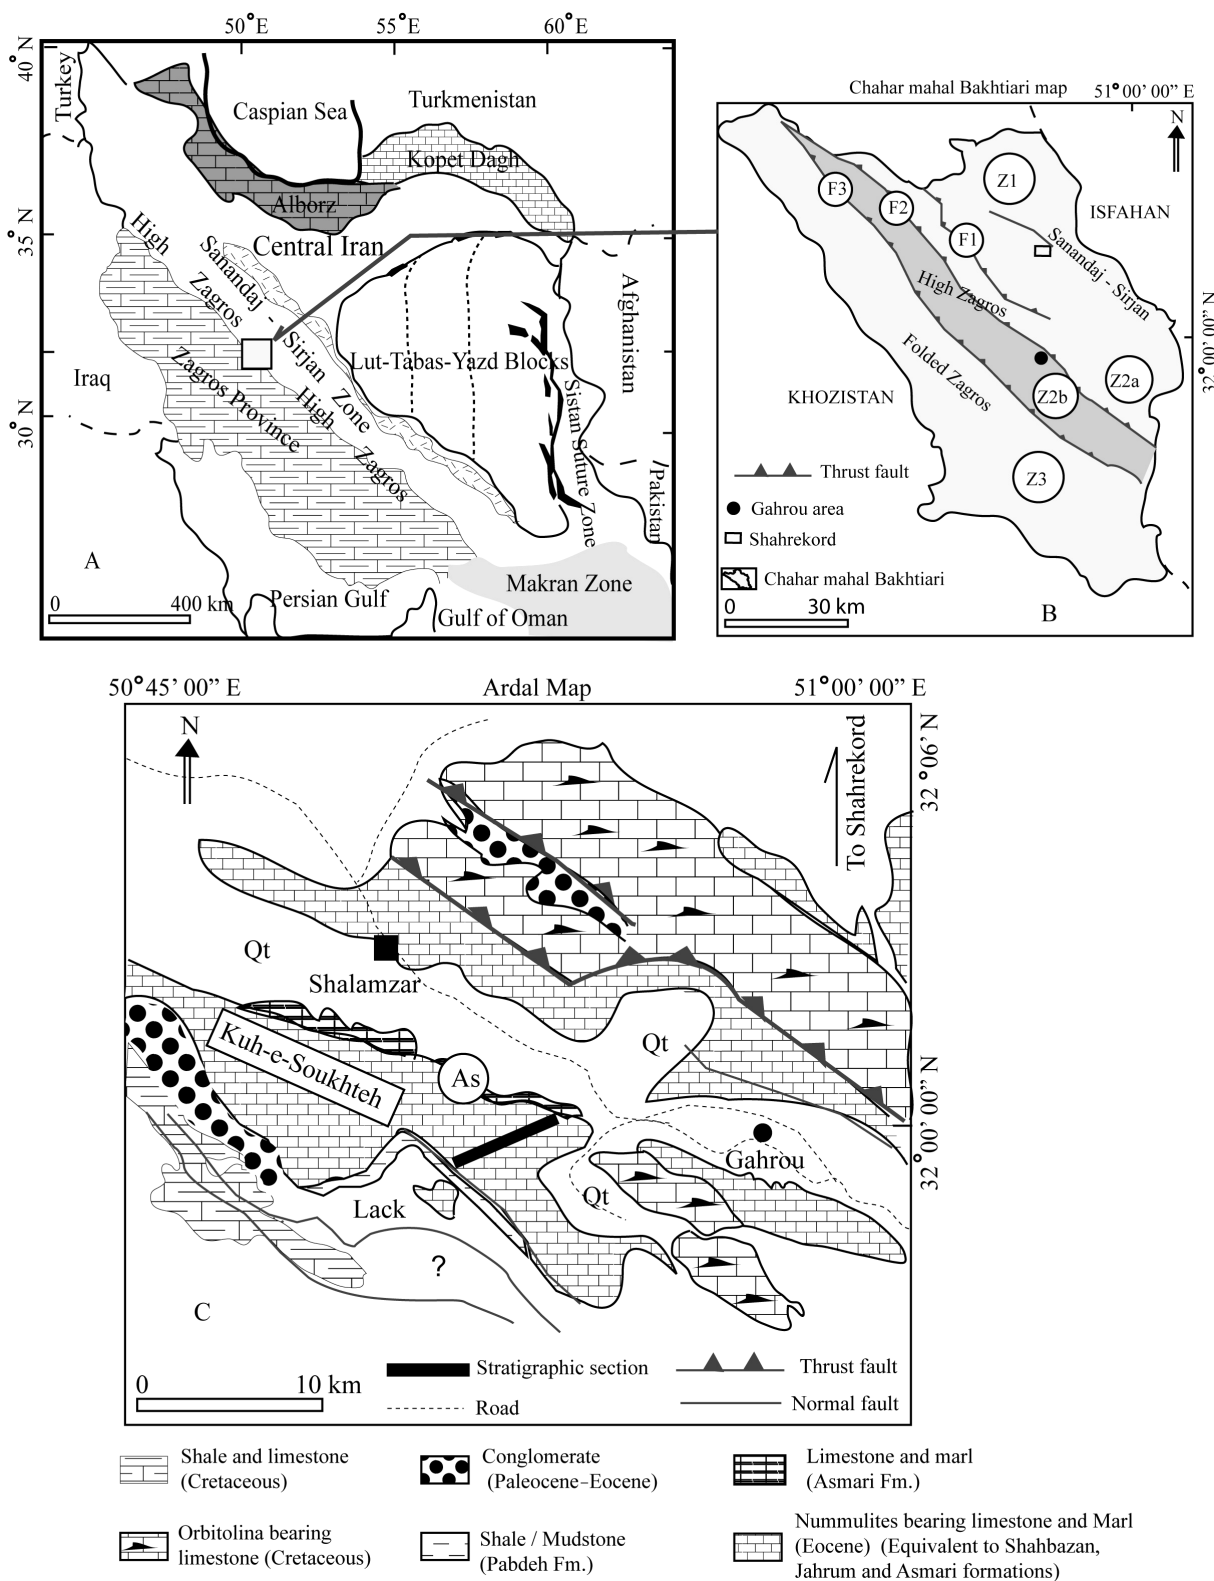 50°E
55°E
60°E
40° N
35° N
30° N
Turkey
Caspian Sea
Turkmenistan
Kopet Dagh
Alborz
Central Iran
High
Zagros
Sanandaj - Sirjan Zone
High
Zagros
Zagros Province
Lut-Tabas-Yazd Blocks
Iraq
Afghanistan
Sistan Suture Zone
Pakistan
A
Makran Zone
Persian Gulf
Gulf of Oman
0
400 km
Chahar mahal Bakhtiari map
51°00' 00'' E
N
Z1
F3
F2
F1
ISFAHAN
Sanandaj - Sirjan
High Zagros
Folded Zagros
32°00' 00'' N
KHOZISTAN
Z2a
Z2b
Z3
Thrust fault
Gahrou area
Shahrekord
Chahar mahal Bakhtiari
0
30 km
B
50°45' 00'' E
Ardal Map
51°00' 00'' E
N
32°06' N
To Shahrekord
Qt
Shalamzar
Kuh-e-Soukhteh
As
Qt
32°00' 00'' N
Gahrou
Qt
Lack
?
C
0
10 km
Stratigraphic section
Thrust fault
Road
Normal fault
Shale and limestone
(Cretaceous)
Conglomerate
(Paleocene-Eocene)
Limestone and marl
(Asmari Fm.)
Orbitolina bearing
limestone (Cretaceous)
Shale / Mudstone
(Pabdeh Fm.)
Nummulites bearing limestone and Marl
(Eocene) (Equivalent to Shahbazan,
Jahrum and Asmari formations)